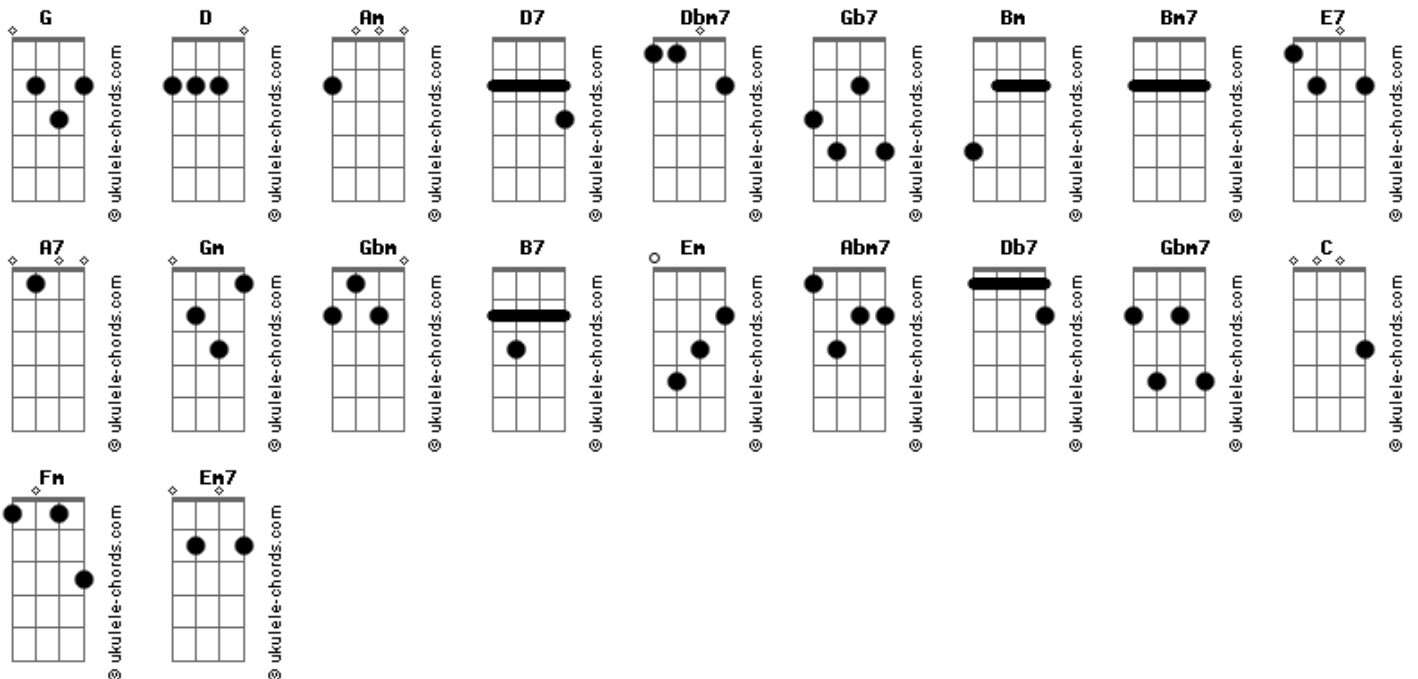 G D Am D7 Dbm7 Gb7 Bm Bm7 E7
© ukulele-chords.com © ukulele-chords.com © ukulele-chords.com © ukulele-chords.com © ukulele-chords.com © ukulele-chords.com © ukulele-chords.com © ukulele-chords.com © ukulele-chords.com
A7 Gm Gbm B7 Em Abm7 Db7 Gbm7 C
© ukulele-chords.com © ukulele-chords.com © ukulele-chords.com © ukulele-chords.com © ukulele-chords.com © ukulele-chords.com © ukulele-chords.com © ukulele-chords.com © ukulele-chords.com
Fm Em7
© ukulele-chords.com © ukulele-chords.com